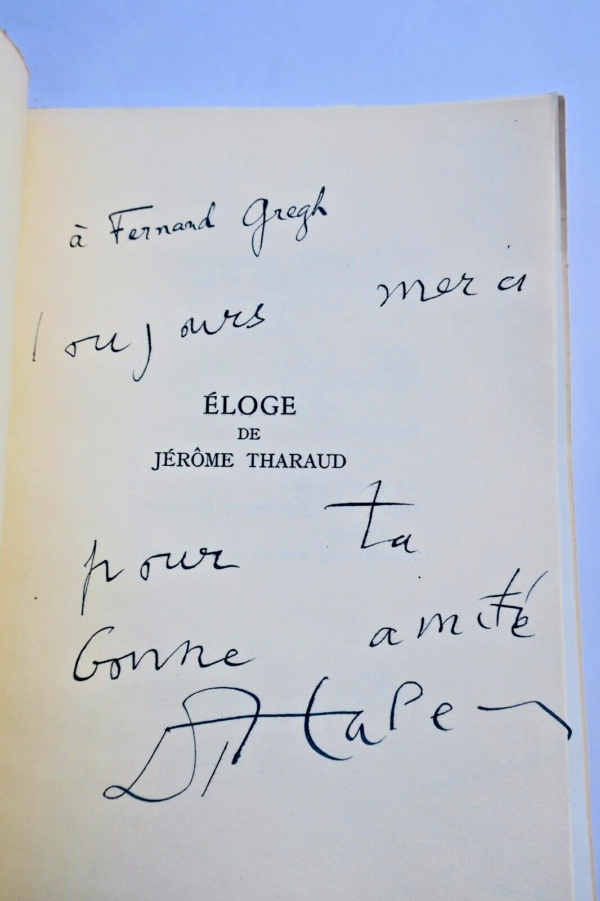 à Fernand Gregh
toujours merci
ÉLOGE
DE
JÉRÔME THARAUD
pour ta
bonne amitié